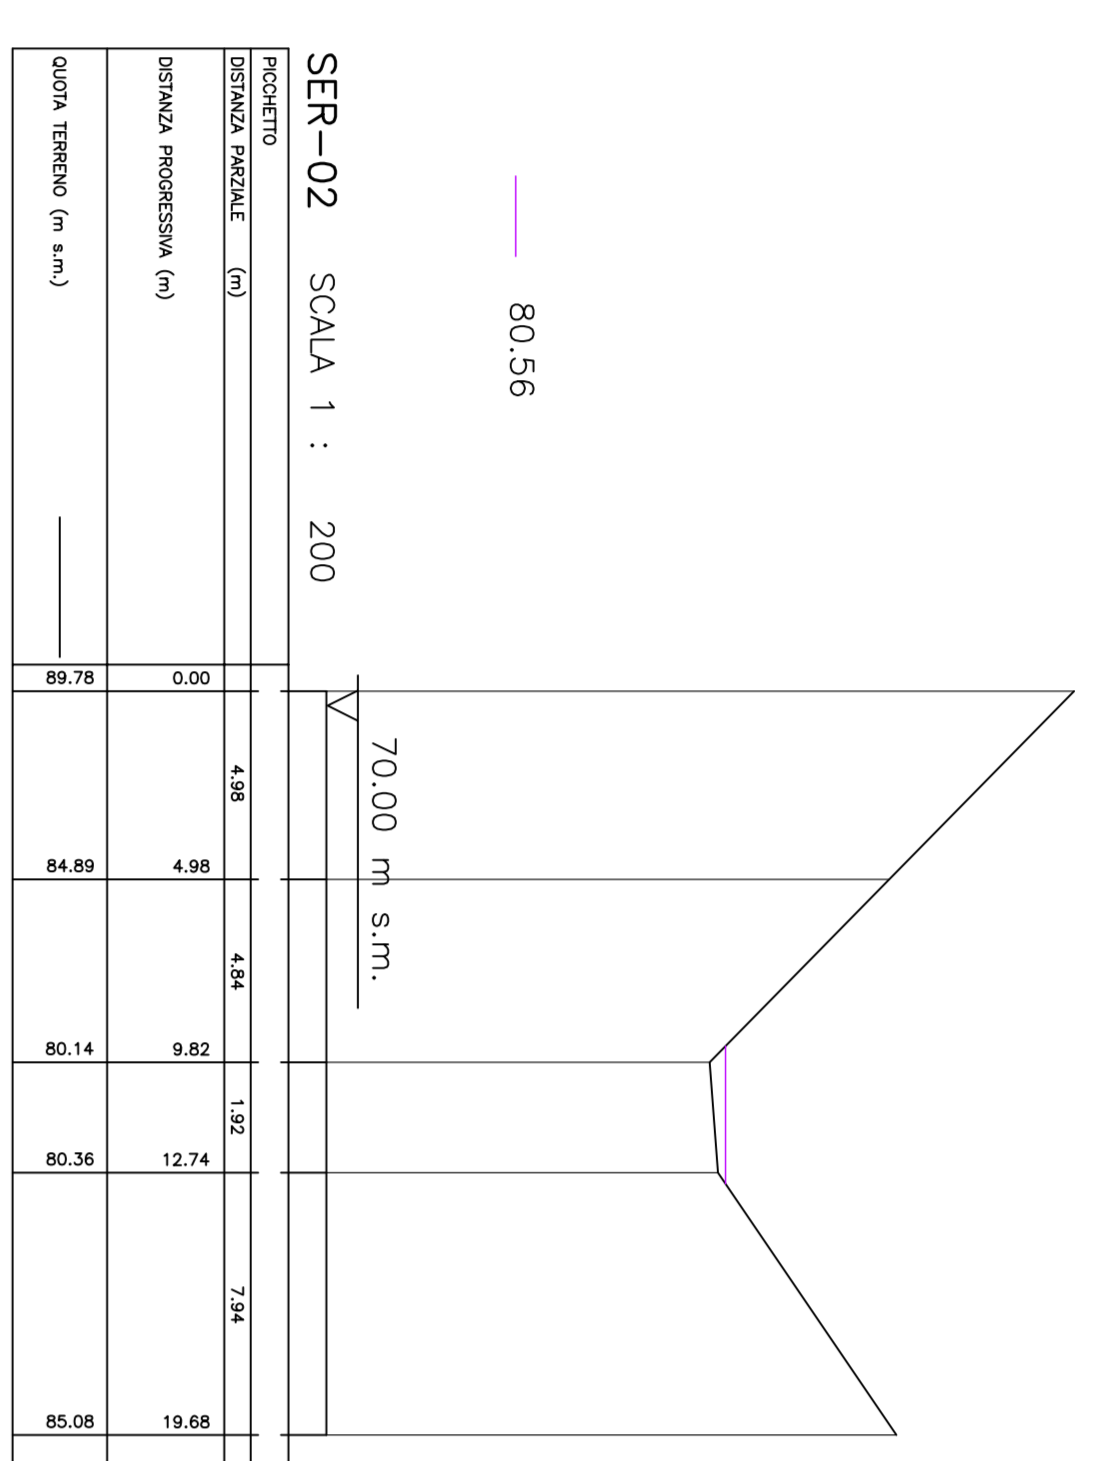 80.56
70.00 m s.m.
SER-02 SCALA 1 : 200
PICCHETTO
DISTANZA PARZIALE (m) 4.98 4.84 1.92 7.94
DISTANZA PROGRESSIVA (m) 0.00 4.98 9.82 12.74 19.68
QUOTA TERRENO (m s.m.) 89.78 84.89 80.14 80.36 85.08